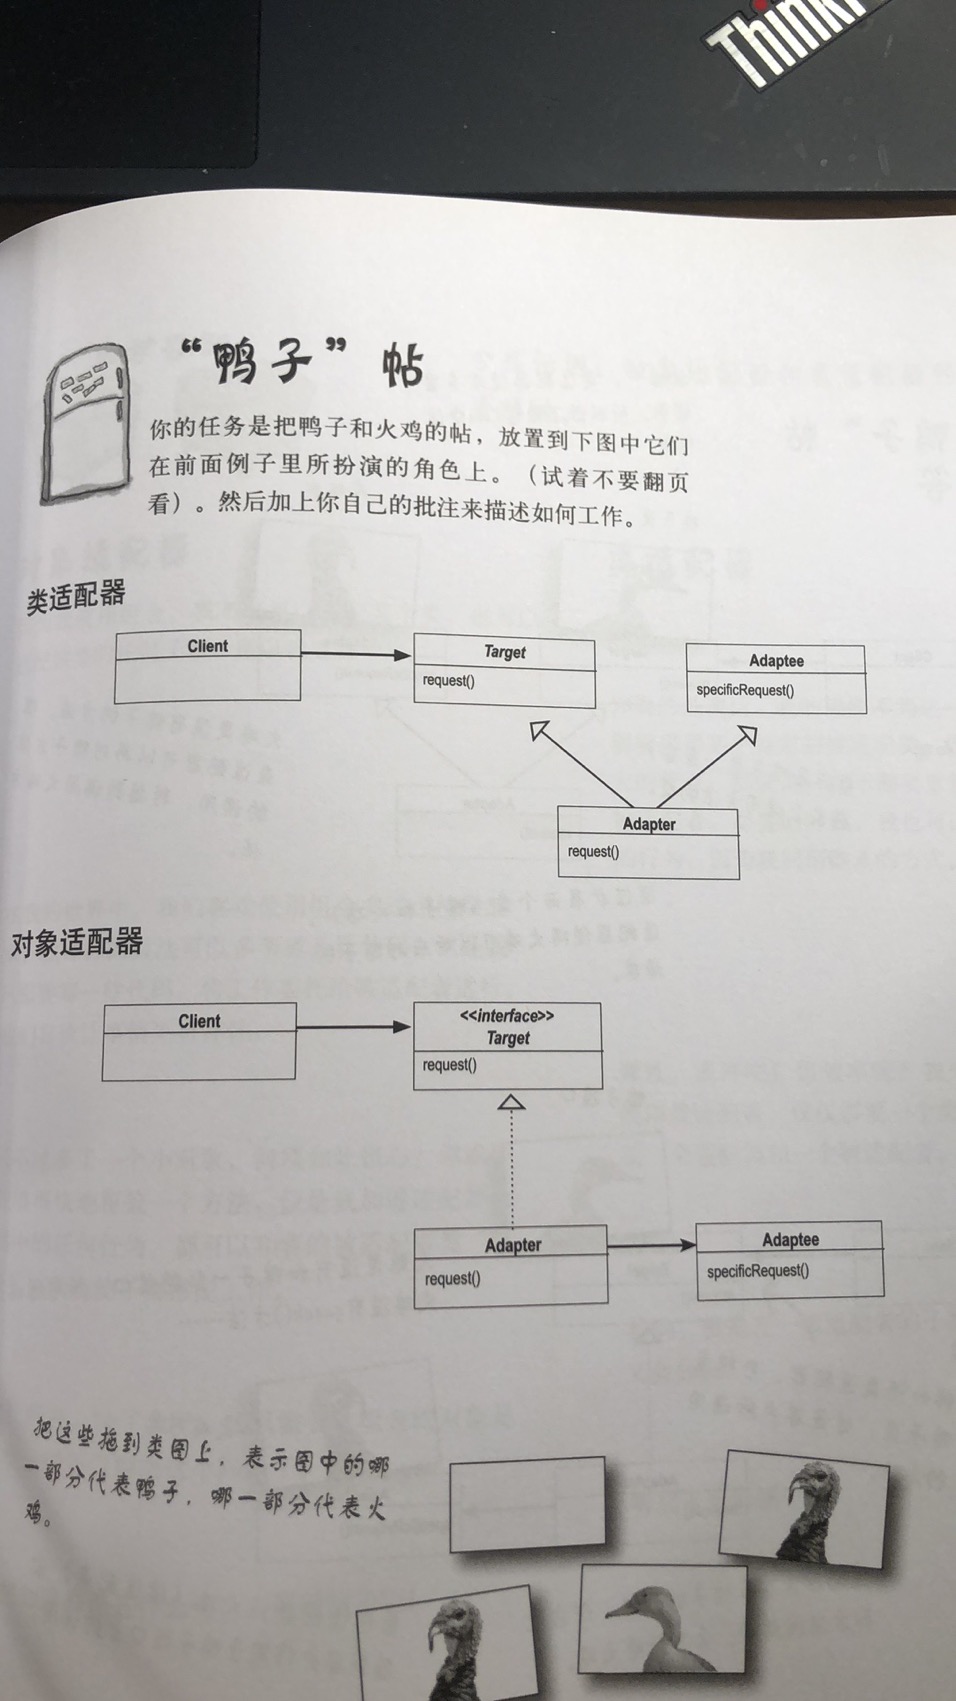 “鸭子” 帖
你的任务是把鸭子和火鸡的帖，放置到下图中它们
在前面例子里所扮演的角色上。（试着不要翻页
看）。然后加上你自己的批注来描述如何工作。
类适配器
Client
Target
request()
Adaptee
specificRequest()
Adapter
request()
对象适配器
Client
<<interface>>
Target
request()
Adapter
request()
Adaptee
specificRequest()
把这些拖到类图上，表示图中的哪
一部分代表鸭子，哪一部分代表火
鸡。